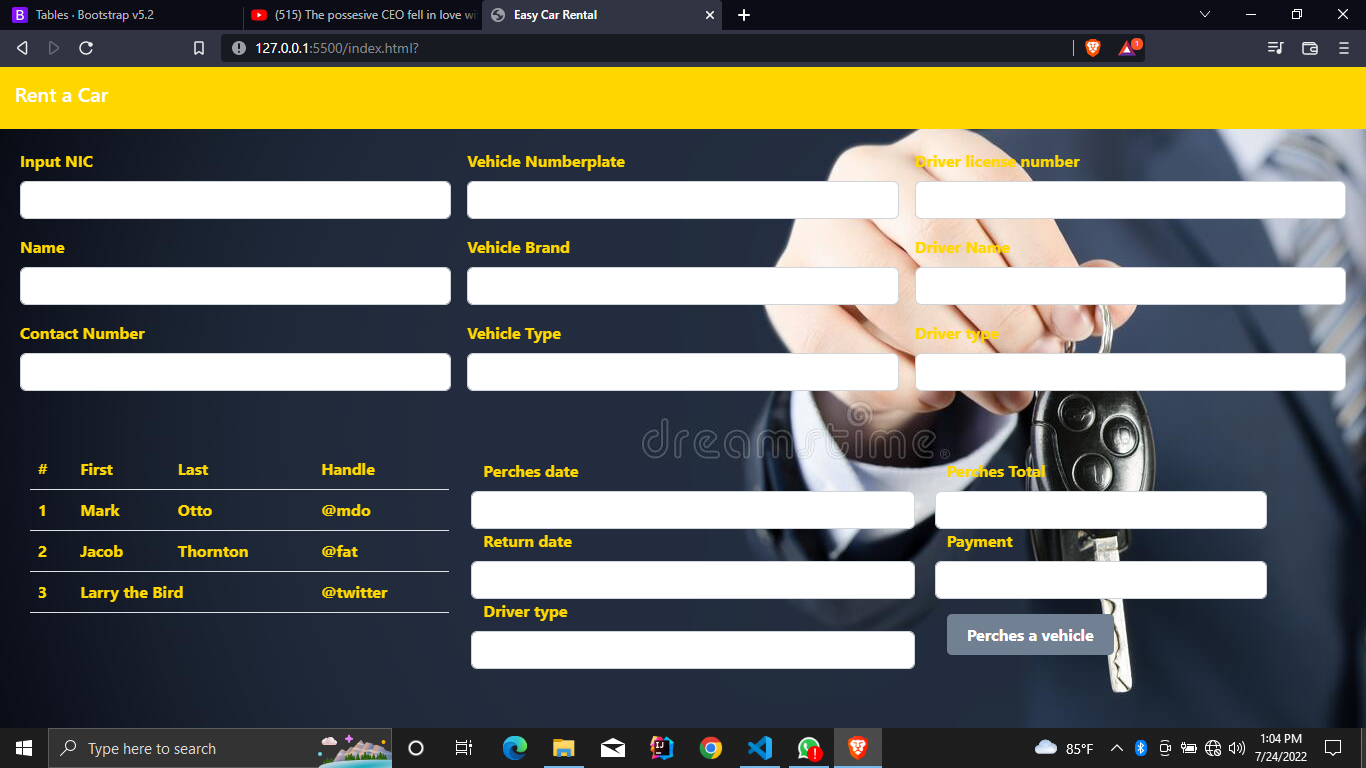 Tables · Bootstrap v5.2
(515) The possesive CEO fell in love wi
Easy Car Rental
127.0.0.1:5500/index.html?
1
Rent a Car
Input NIC
Vehicle Numberplate
Driver license number
Name
Vehicle Brand
Driver Name
Contact Number
Vehicle Type
Driver type
dreamstime
# First Last Handle
1 Mark Otto @mdo
2 Jacob Thornton @fat
3 Larry the Bird @twitter
Perches date
Return date
Driver type
Perches Total
Payment
Perches a vehicle
Type here to search
85°F
1:04 PM
7/24/2022